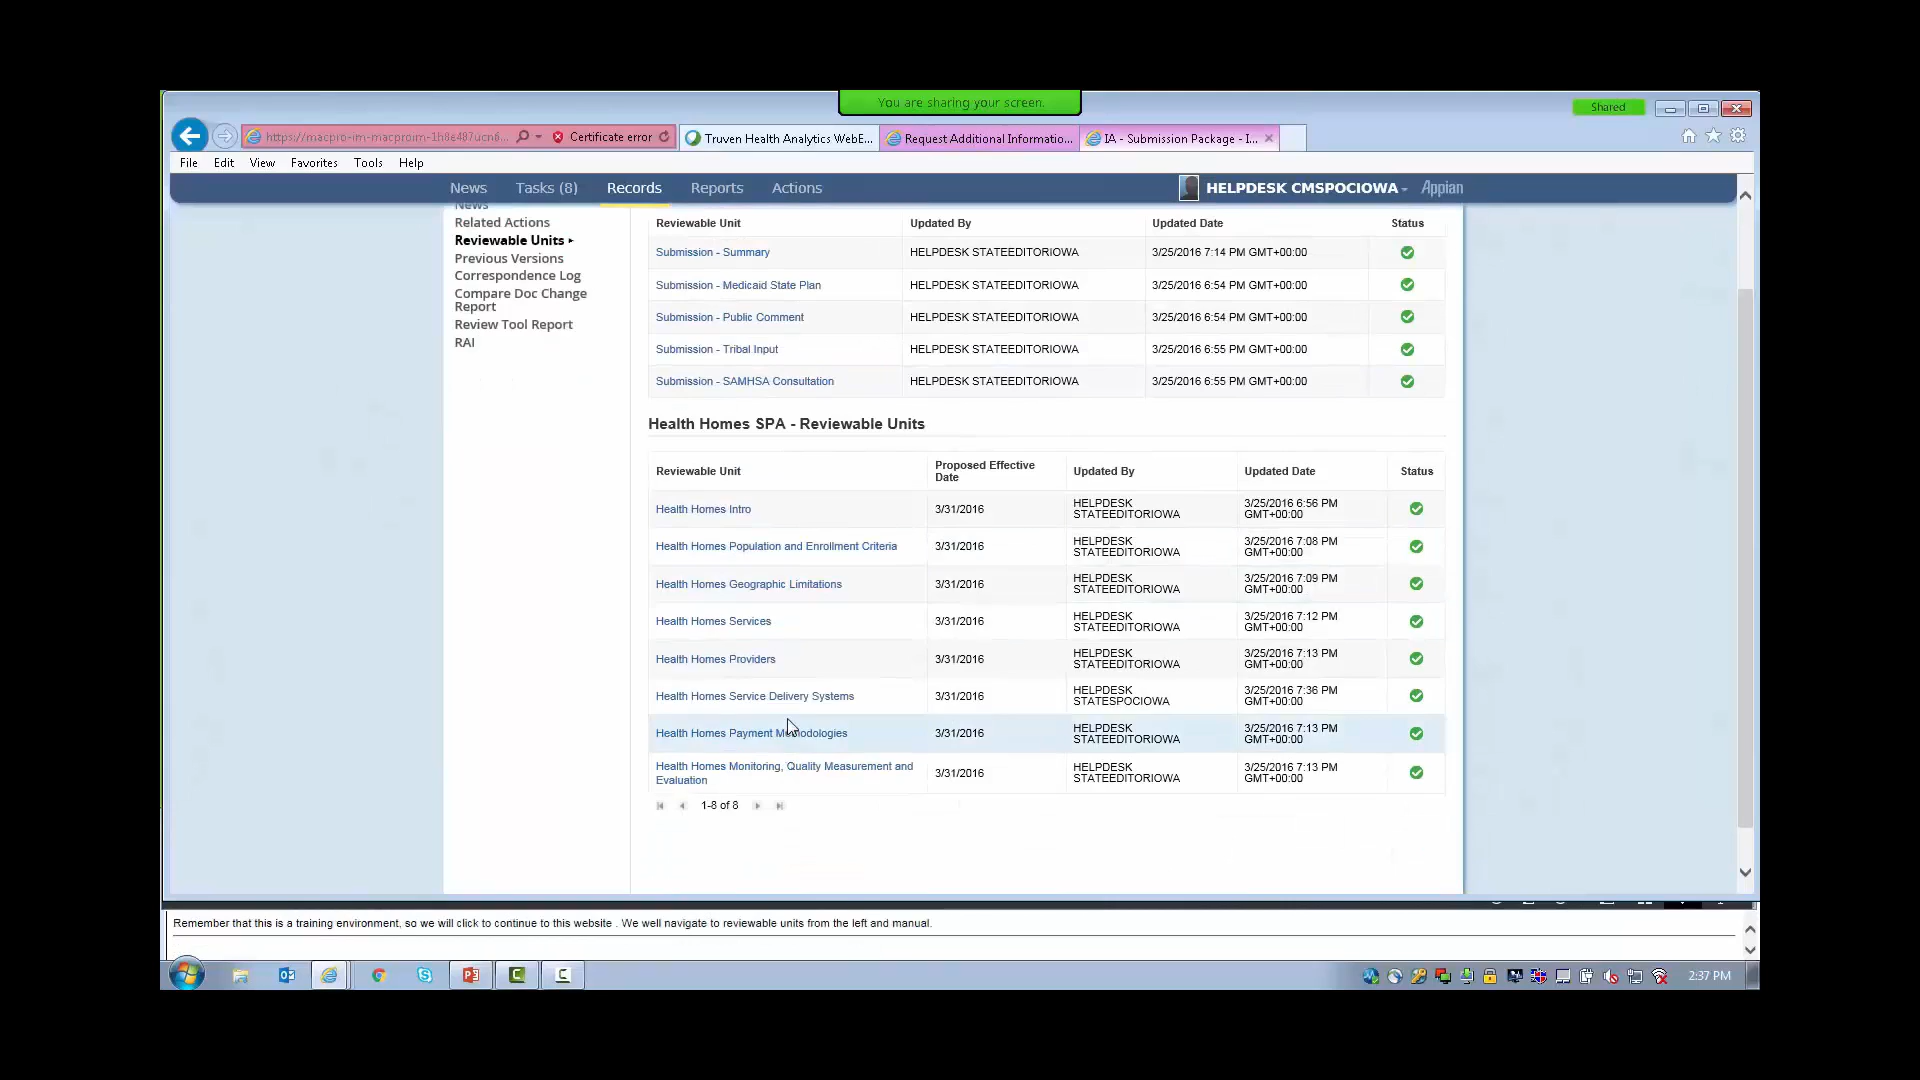 You are sharing your screen.
Shared
https://macpro-im-macproim-1h8e487ucn6... Certificate error
Truven Health Analytics WebE...
Request Additional Informatio...
IA - Submission Package - I...
File Edit View Favorites Tools Help
News Tasks (8) Records Reports Actions
HELPDESK CMSPOCIOWA
Appian
News
Related Actions
Reviewable Units
Previous Versions
Correspondence Log
Compare Doc Change
Report
Review Tool Report
RAI
Reviewable Unit Updated By Updated Date Status
Submission - Summary HELPDESK STATEEDITORIOWA 3/25/2016 7:14 PM GMT+00:00
Submission - Medicaid State Plan HELPDESK STATEEDITORIOWA 3/25/2016 6:54 PM GMT+00:00
Submission - Public Comment HELPDESK STATEEDITORIOWA 3/25/2016 6:54 PM GMT+00:00
Submission - Tribal Input HELPDESK STATEEDITORIOWA 3/25/2016 6:55 PM GMT+00:00
Submission - SAMHSA Consultation HELPDESK STATEEDITORIOWA 3/25/2016 6:55 PM GMT+00:00
Health Homes SPA - Reviewable Units
Reviewable Unit Proposed Effective Date Updated By Updated Date Status
Health Homes Intro 3/31/2016 HELPDESK STATEEDITORIOWA 3/25/2016 6:56 PM GMT+00:00
Health Homes Population and Enrollment Criteria 3/31/2016 HELPDESK STATEEDITORIOWA 3/25/2016 7:08 PM GMT+00:00
Health Homes Geographic Limitations 3/31/2016 HELPDESK STATEEDITORIOWA 3/25/2016 7:09 PM GMT+00:00
Health Homes Services 3/31/2016 HELPDESK STATEEDITORIOWA 3/25/2016 7:12 PM GMT+00:00
Health Homes Providers 3/31/2016 HELPDESK STATEEDITORIOWA 3/25/2016 7:13 PM GMT+00:00
Health Homes Service Delivery Systems 3/31/2016 HELPDESK STATESPOCIOWA 3/25/2016 7:36 PM GMT+00:00
Health Homes Payment Methodologies 3/31/2016 HELPDESK STATEEDITORIOWA 3/25/2016 7:13 PM GMT+00:00
Health Homes Monitoring, Quality Measurement and Evaluation 3/31/2016 HELPDESK STATEEDITORIOWA 3/25/2016 7:13 PM GMT+00:00
1-8 of 8
Remember that this is a training environment, so we will click to continue to this website . We well navigate to reviewable units from the left and manual.
2:37 PM